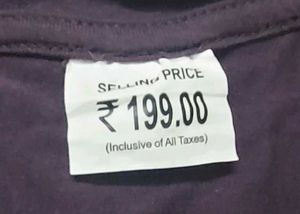 SELLING PRICE
₹ 199.00
(Inclusive of All Taxes)